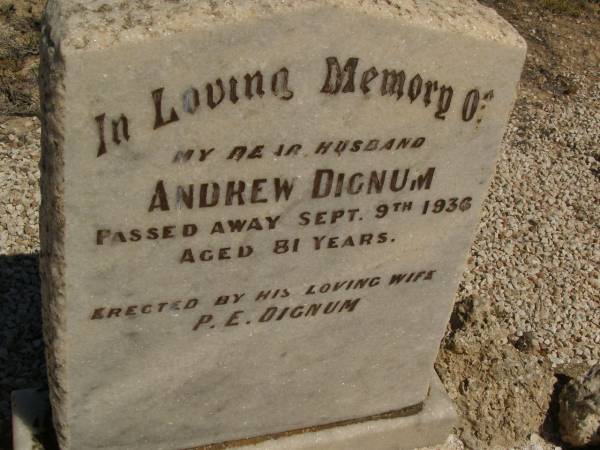 In Loving Memory Of
MY DEAR HUSBAND
ANDREW DIGNUM
PASSED AWAY SEPT. 9TH 1936
AGED 81 YEARS.
ERECTED BY HIS LOVING WIFE
P. E. DIGNUM